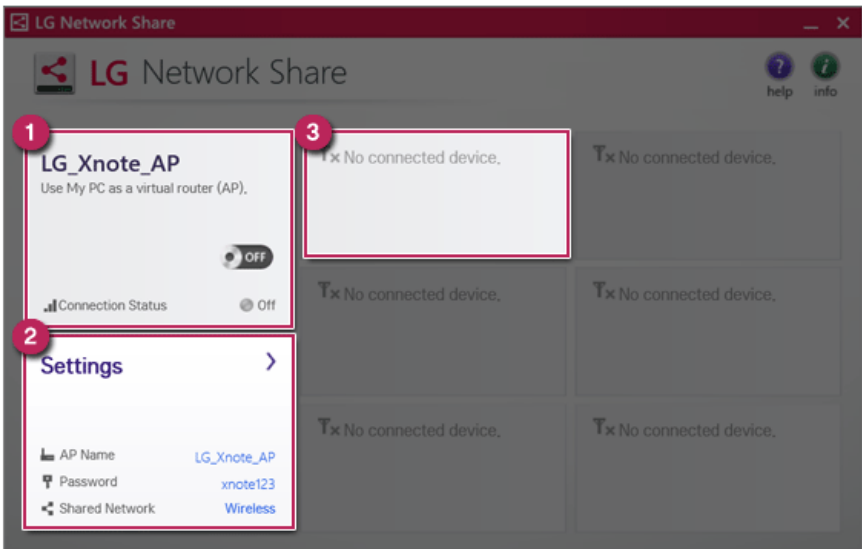 LG Network Share
LG Network Share
help
info
1
LG_Xnote_AP
Use My PC as a virtual router (AP).
OFF
Connection Status
Off
2
Settings
AP Name
LG_Xnote_AP
Password
xnote123
Shared Network
Wireless
3
No connected device.
No connected device.
No connected device.
No connected device.
No connected device.
No connected device.